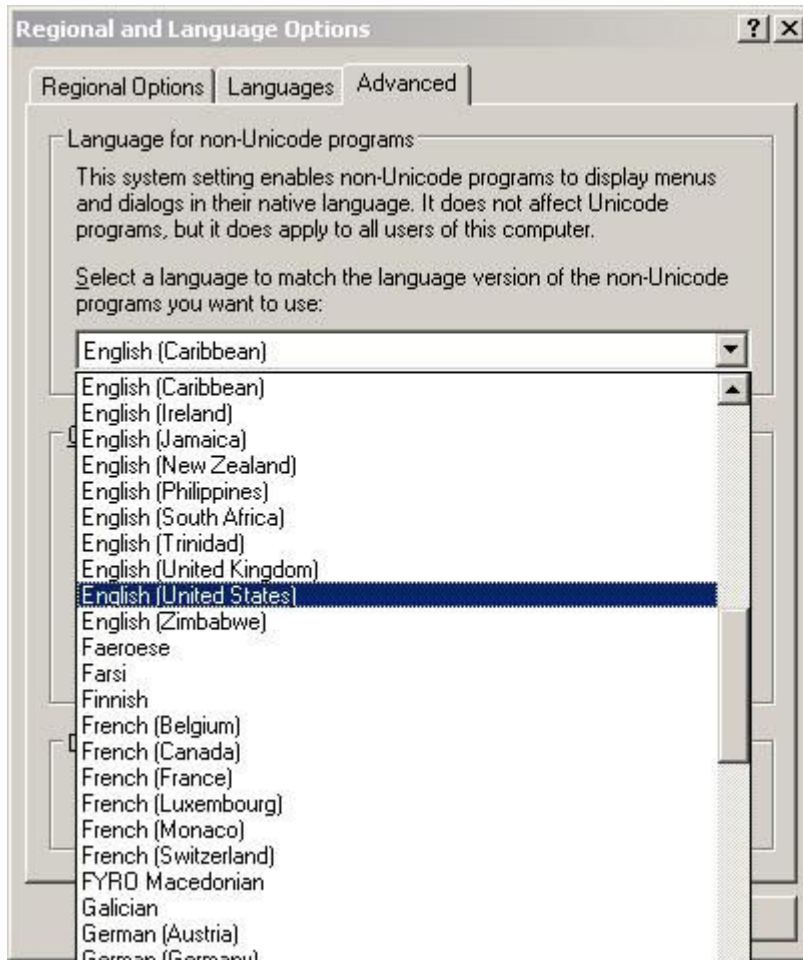 Regional and Language Options
Regional Options
Languages
Advanced
Language for non-Unicode programs
This system setting enables non-Unicode programs to display menus
and dialogs in their native language. It does not affect Unicode
programs, but it does apply to all users of this computer.
Select a language to match the language version of the non-Unicode
programs you want to use:
English (Caribbean)
English (Caribbean)
English (Ireland)
English (Jamaica)
English (New Zealand)
English (Philippines)
English (South Africa)
English (Trinidad)
English (United Kingdom)
English (United States)
English (Zimbabwe)
Faeroese
Farsi
Finnish
French (Belgium)
French (Canada)
French (France)
French (Luxembourg)
French (Monaco)
French (Switzerland)
FYRO Macedonian
Galician
German (Austria)
German (Germany)